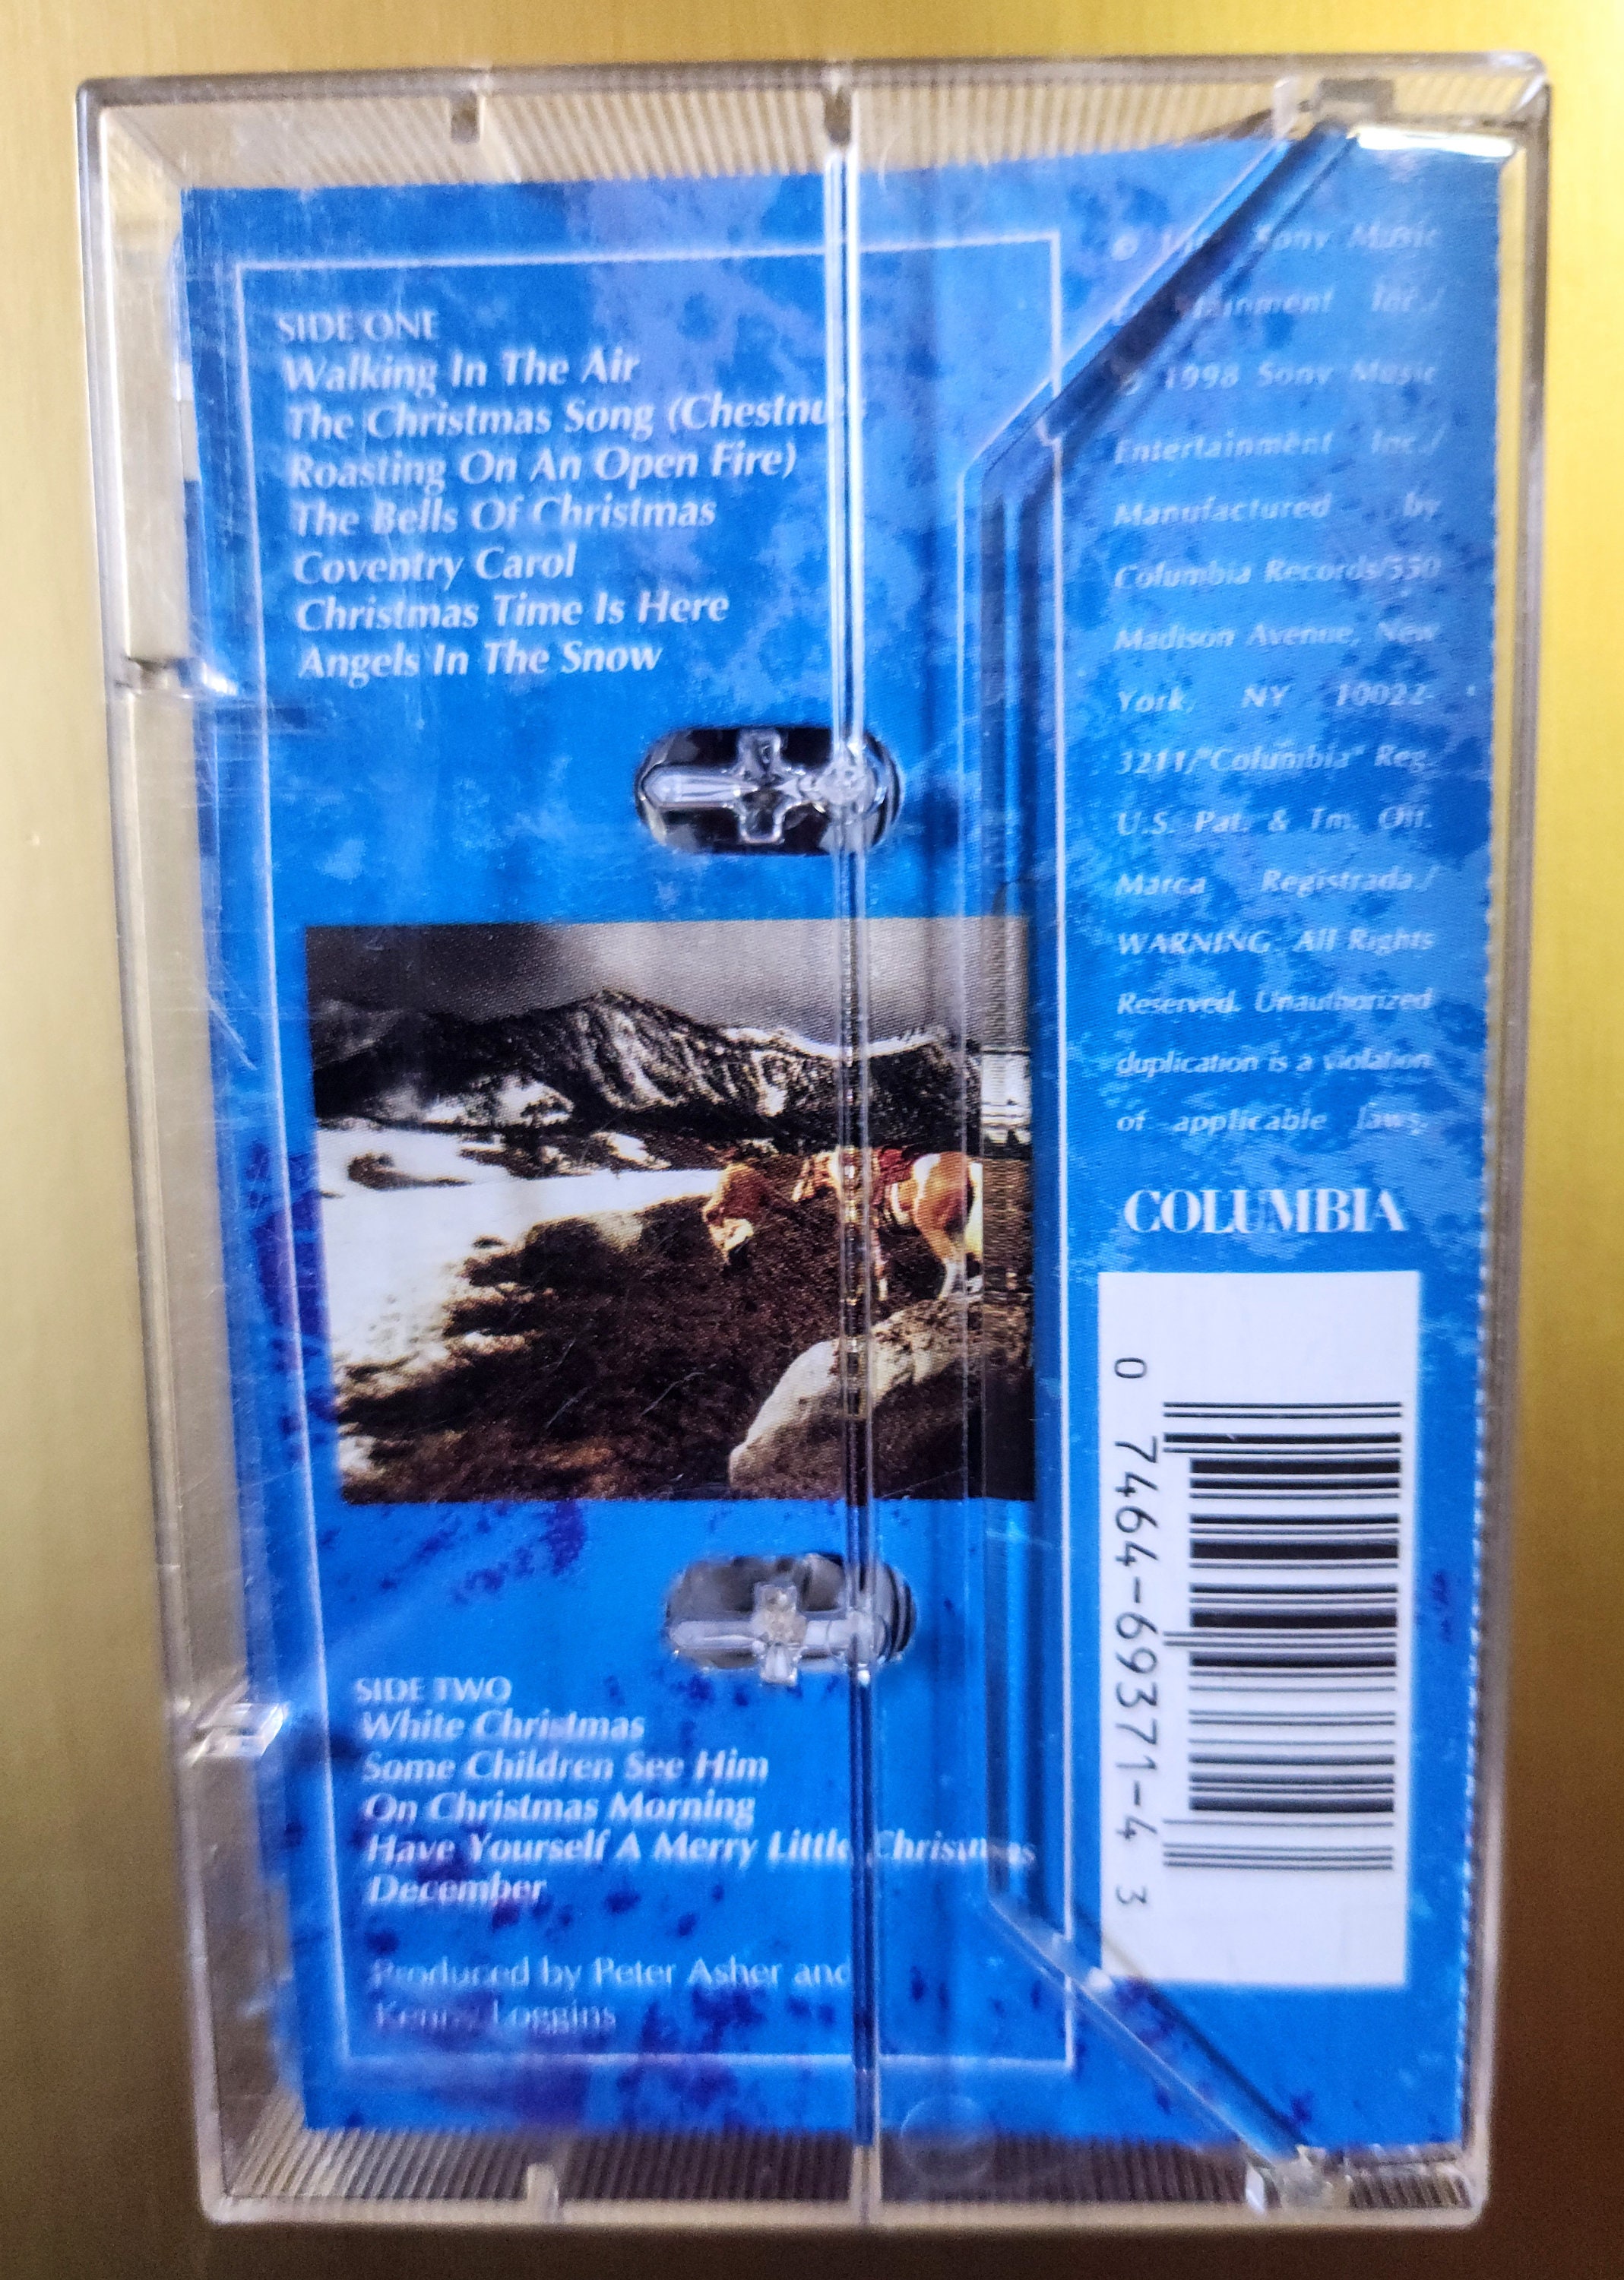 SIDE ONE
Walking In The Air
The Christmas Song (Chestnu
Roasting On An Open Fire)
The Bells Of Christmas
Coventry Carol
Christmas Time Is Here
Angels In The Snow
SIDE TWO
White Christmas
Some Children See Him
On Christmas Morning
Have Yourself A Merry Little Christmas
December
Produced by Peter Asher and
Kenny Loggins
Sony Music
Inc./
1998 Sony Music
Entertainment Inc./
Manufactured by
Columbia Records/550
Madison Avenue, New
York, NY 10022-
3211/"Columbia" Reg.
U.S. Pat. & Tm. Off.
Marca Registrada./
WARNING: All Rights
Reserved. Unauthorized
duplication is a violation
of applicable laws.
COLUMBIA
0 7464-69371-4 3